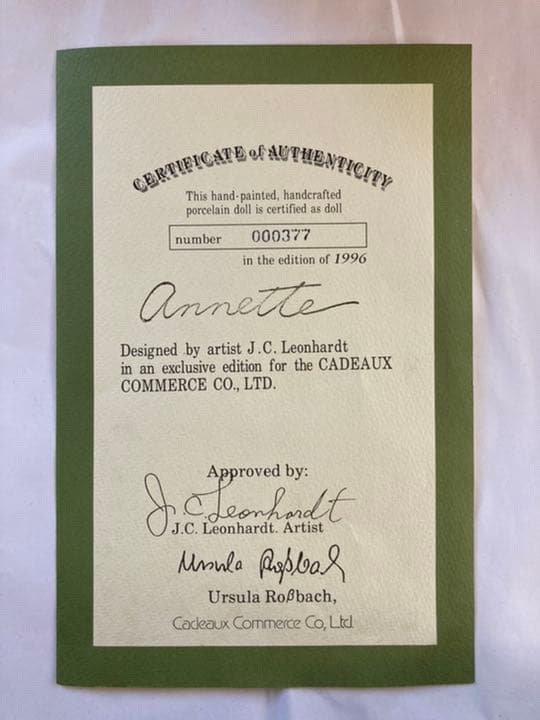 CERTIFICATE of AUTHENTICITY
This hand-painted, handcrafted
porcelain doll is certified as doll
number 000377
in the edition of 1996
Annette
Designed by artist J.C. Leonhardt
in an exclusive edition for the CADEAUX
COMMERCE CO., LTD.
Approved by:
J.C. Leonhardt
J.C. Leonhardt. Artist
Ursula Roßbach
Ursula Roßbach,
Cadeaux Commerce Co, Ltd.